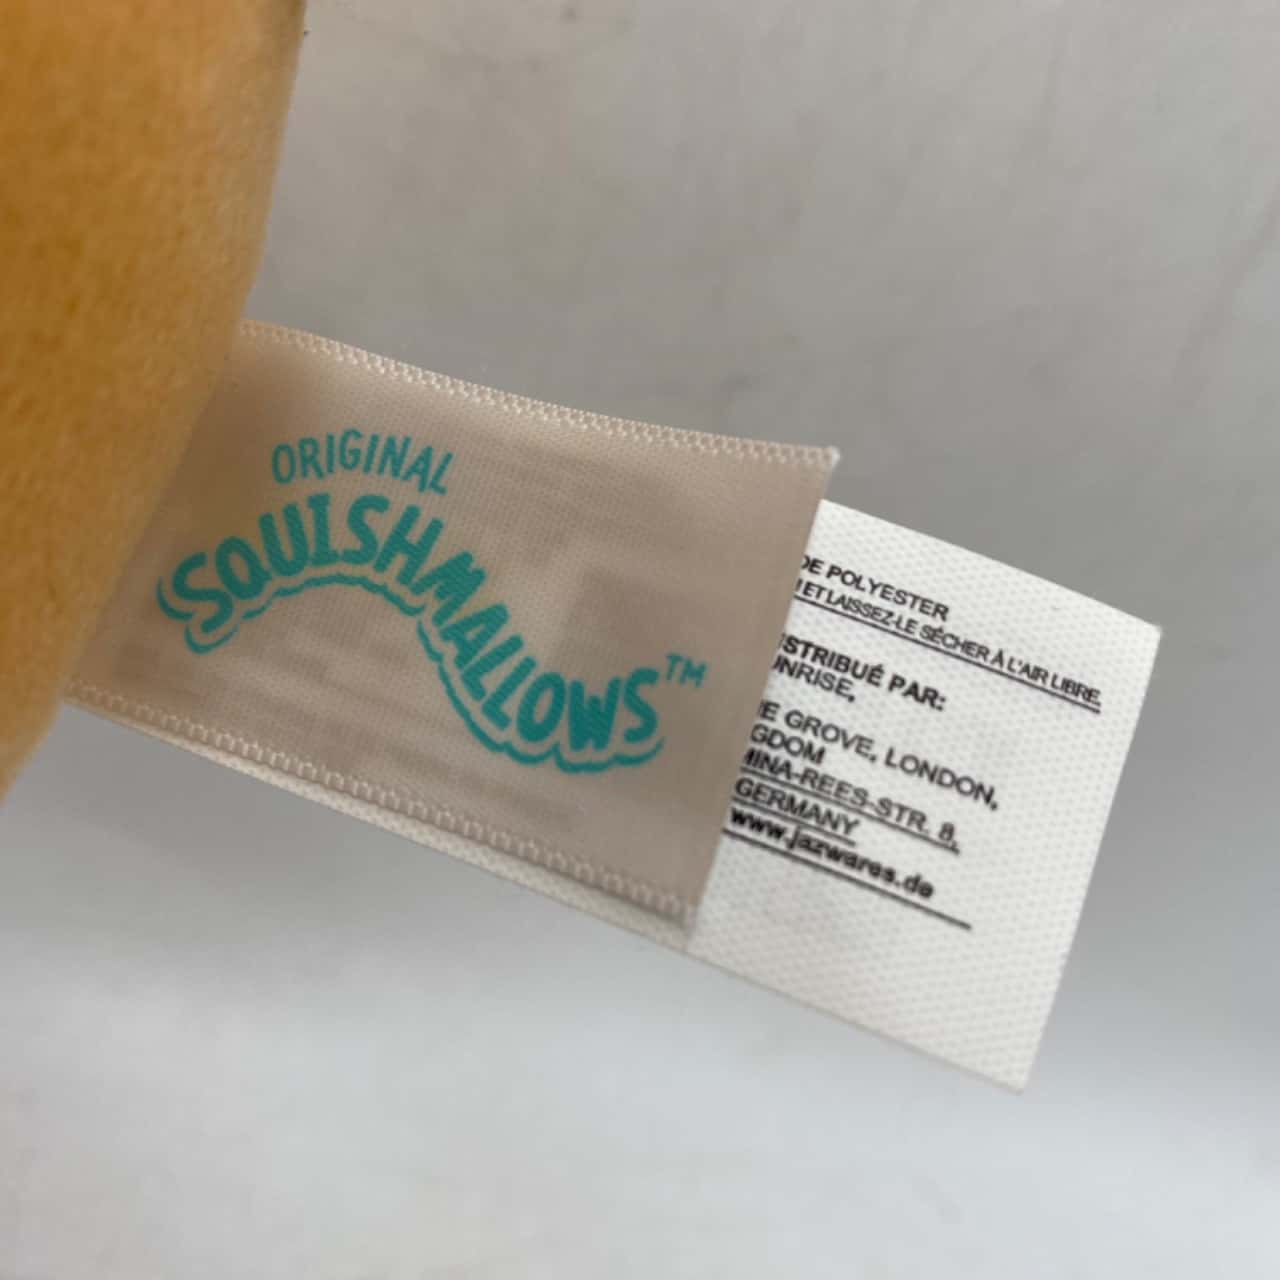 ORIGINAL
SQUISHMALLOWS™
DE POLYESTER
ET LAISSEZ-LE SÉCHER À L'AIR LIBRE.
STRIBUÉ PAR:
UNRISE,
E GROVE, LONDON,
GDOM
MINA-REES-STR. 8,
GERMANY
www.jazwares.de